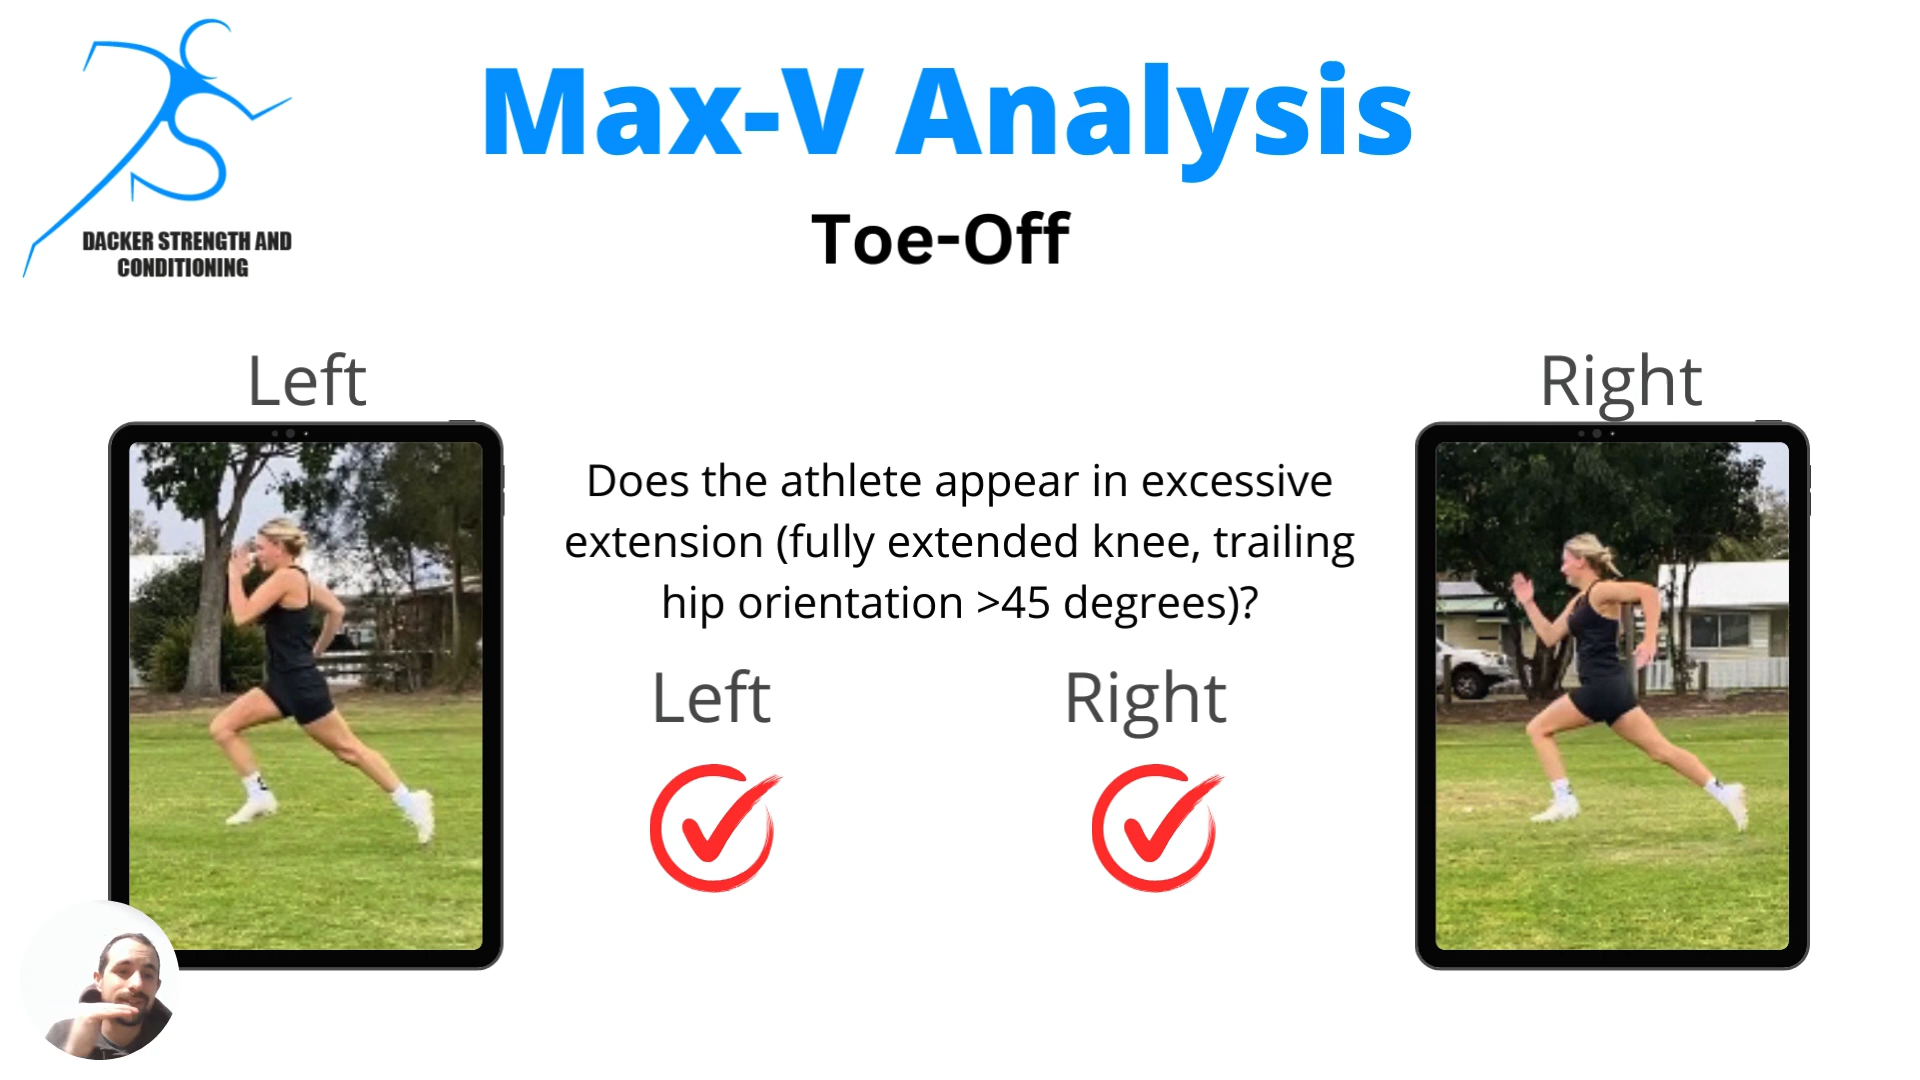 DACKER STRENGTH AND
CONDITIONING
Max-V Analysis
Toe-Off
Left
Right
Does the athlete appear in excessive
extension (fully extended knee, trailing
hip orientation >45 degrees)?
Left
Right